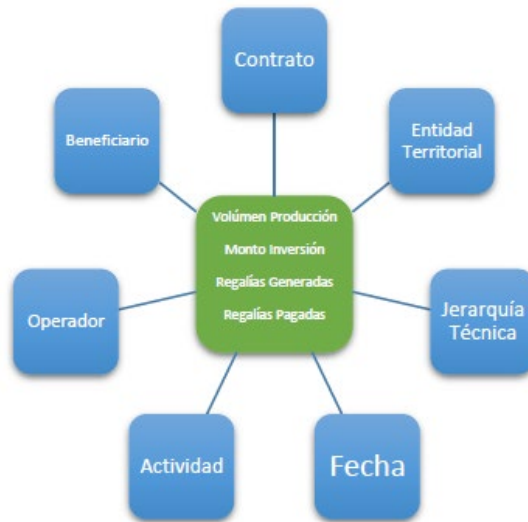 Contrato
Beneficiario
Entidad
Territorial
Volúmen Producción
Monto Inversión
Regalías Generadas
Regalías Pagadas
Operador
Jerarquía
Técnica
Actividad
Fecha